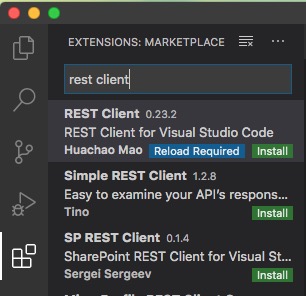 EXTENSIONS: MARKETPLACE
rest client
REST Client 0.23.2
REST Client for Visual Studio Code
Huachao Mao Reload Required Install
Simple REST Client 1.2.8
Easy to examine your API's respons...
Tino Install
SP REST Client 0.1.4
SharePoint REST Client for Visual St...
Sergei Sergeev Install